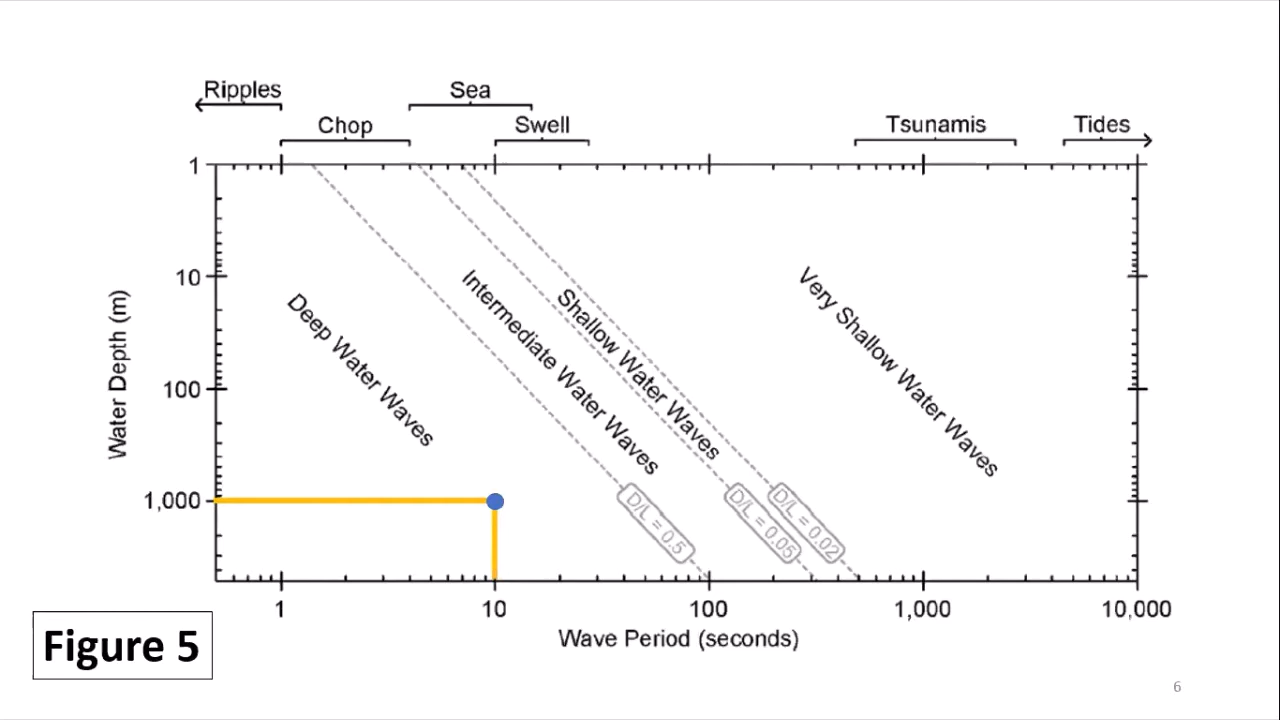 Ripples
Sea
Chop
Swell
Tsunamis
Tides
1
10
100
1,000
Water Depth (m)
Deep Water Waves
Intermediate Water Waves
Shallow Water Waves
Very Shallow Water Waves
D/L = 0.5
D/L = 0.05
D/L = 0.02
1
10
100
1,000
10,000
Wave Period (seconds)
Figure 5
6